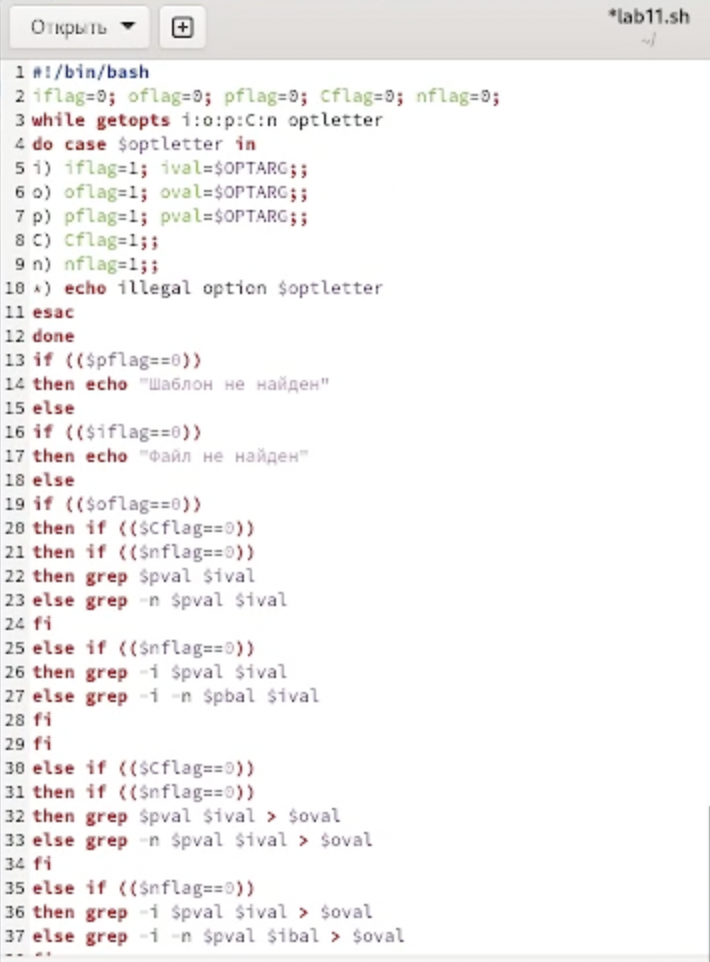 Открыть
*lab11.sh
~/
1 #!/bin/bash
2 iflag=0; oflag=0; pflag=0; Cflag=0; nflag=0;
3 while getopts i:o:p:C:n optletter
4 do case $optletter in
5 i) iflag=1; ival=$OPTARG;;
6 o) oflag=1; oval=$OPTARG;;
7 p) pflag=1; pval=$OPTARG;;
8 C) Cflag=1;;
9 n) nflag=1;;
10 *) echo illegal option $optletter
11 esac
12 done
13 if (($pflag==0))
14 then echo "Шаблон не найден"
15 else
16 if (($iflag==0))
17 then echo "Файл не найден"
18 else
19 if (($oflag==0))
20 then if (($Cflag==0))
21 then if (($nflag==0))
22 then grep $pval $ival
23 else grep -n $pval $ival
24 fi
25 else if (($nflag==0))
26 then grep -i $pval $ival
27 else grep -i -n $pbal $ival
28 fi
29 fi
30 else if (($Cflag==0))
31 then if (($nflag==0))
32 then grep $pval $ival > $oval
33 else grep -n $pval $ival > $oval
34 fi
35 else if (($nflag==0))
36 then grep -i $pval $ival > $oval
37 else grep -i -n $pval $ibal > $oval